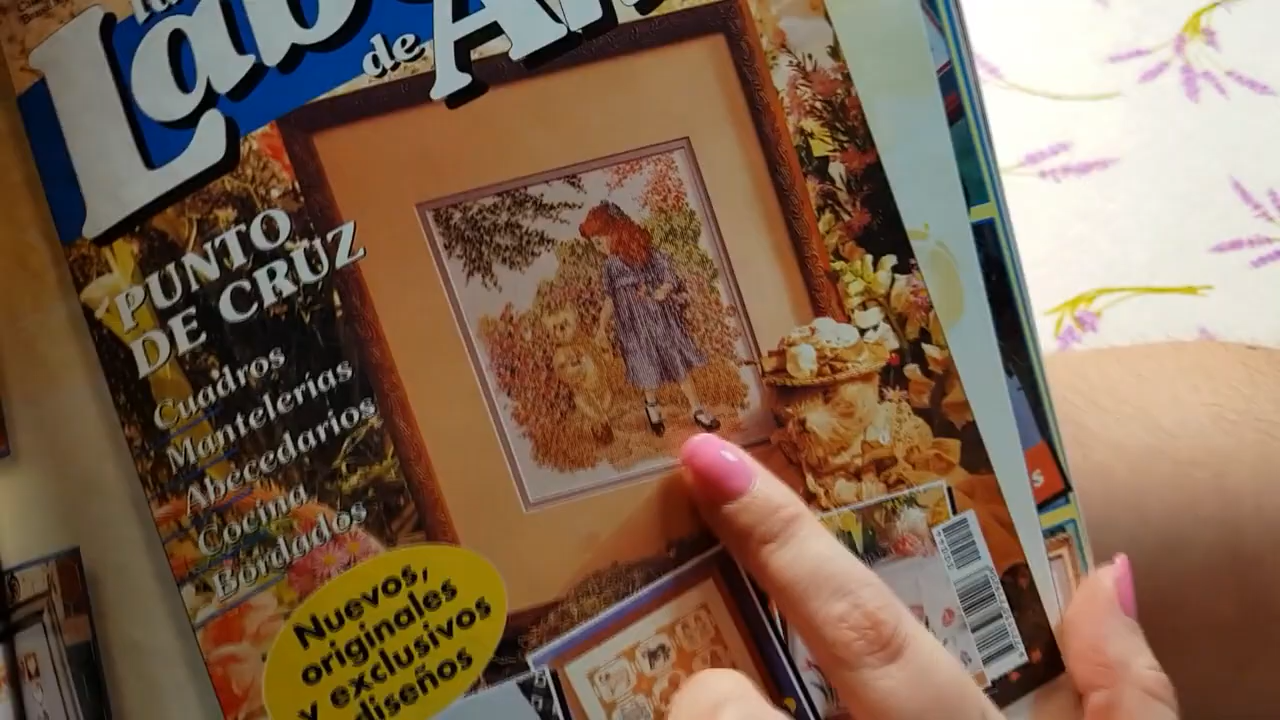 de
PUNTO
DE CRUZ
Cuadros
Mantelerías
Abecedarios
Cocina
Bordados
Nuevos,
originales
y exclusivos
diseños